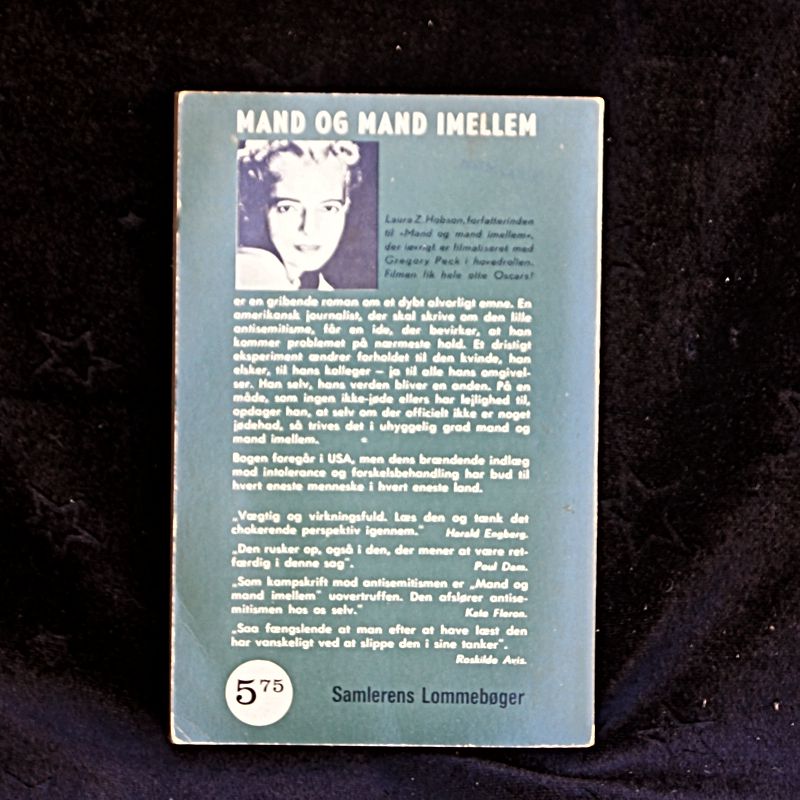 MAND OG MAND IMELLEM
Laura Z. Hobson, forfatterinden
til »Mand og mand imellem«,
der iøvrigt er filmatiseret med
Gregory Peck i hovedrollen.
Filmen fik hele otte Oscars!
er en gribende roman om et dybt alvorligt emne. En
amerikansk journalist, der skal skrive om den lille
antisemitisme, får en ide, der bevirker, at han
kommer problemet på nærmeste hold. Et dristigt
eksperiment ændrer forholdet til den kvinde, han
elsker, til hans kolleger – ja til alle hans omgivel-
ser. Han selv, hans verden bliver en anden. På en
måde, som ingen ikke-jøde ellers har lejlighed til,
opdager han, at selv om der officielt ikke er noget
jødehad, så trives det i uhyggelig grad mand og
mand imellem.
Bogen foregår i USA, men dens brændende indlæg
mod intolerance og forskelsbehandling har bud til
hvert eneste menneske i hvert eneste land.
„Vægtig og virkningsfuld. Læs den og tænk det
chokerende perspektiv igennem.“ Harald Engberg.
„Den rusker op, også i den, der mener at være ret-
færdig i denne sag“. Poul Dam.
„Som kampskrift mod antisemitismen er „Mand og
mand imellem“ uovertruffen. Den afslører antise-
mitismen hos os selv.“ Kela Floron.
„Saa fængslende at man efter at have læst den
har vanskeligt ved at slippe den i sine tanker“.
Roskilde Avis.
5 75
Samlerens Lommebøger